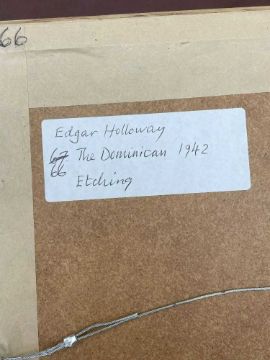 66
Edgar Holloway
67 The Dominican 1942
66
Etching